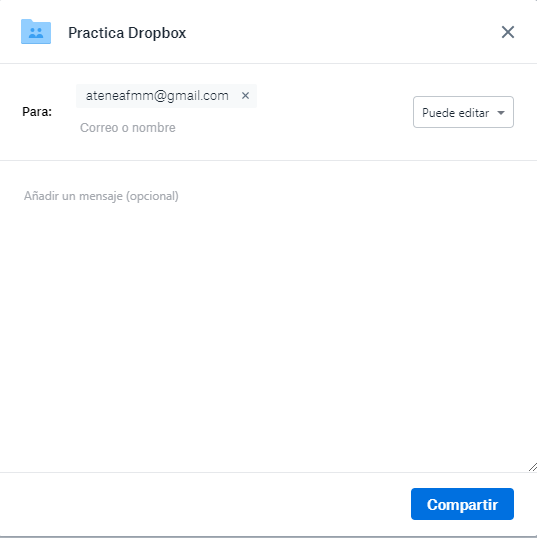 Practica Dropbox
Para:
ateneafmm@gmail.com ×
Correo o nombre
Puede editar
Añadir un mensaje (opcional)
Compartir